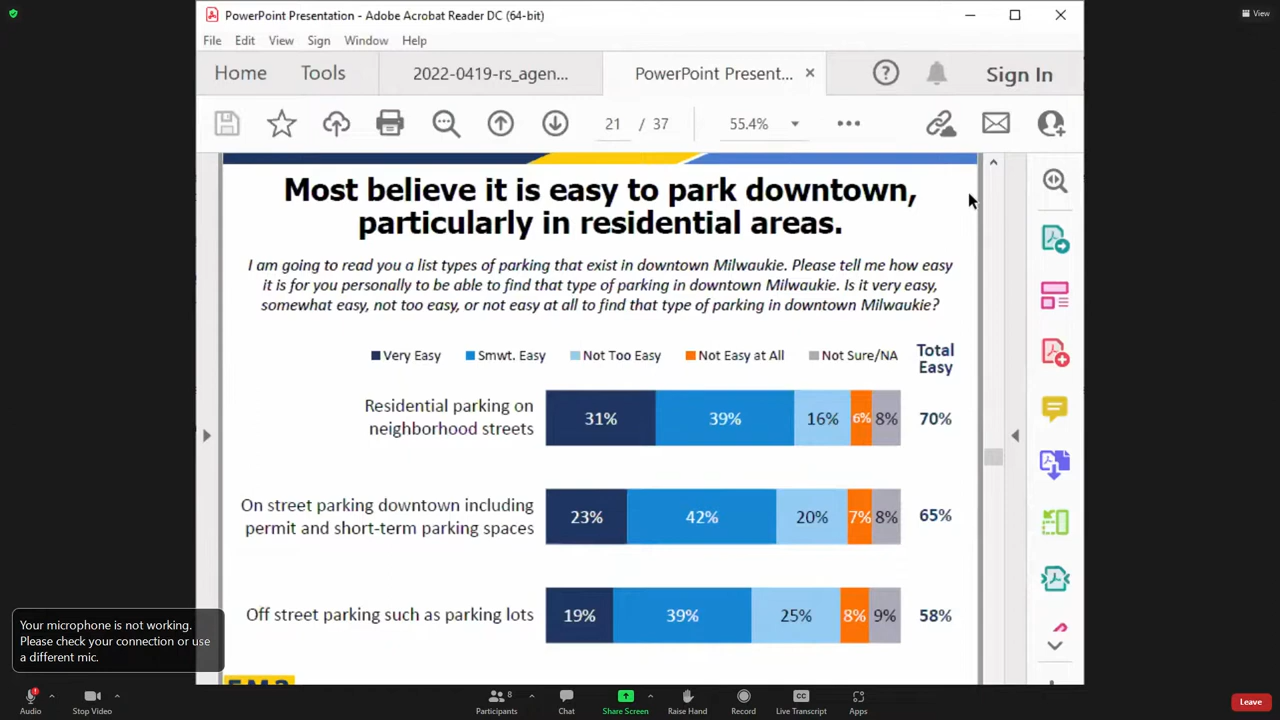 PowerPoint Presentation - Adobe Acrobat Reader DC (64-bit)
View
File Edit View Sign Window Help
Home Tools 2022-0419-rs_agen... PowerPoint Present... × Sign In
21 / 37 55.4%
Most believe it is easy to park downtown,
particularly in residential areas.
I am going to read you a list types of parking that exist in downtown Milwaukie. Please tell me how easy
it is for you personally to be able to find that type of parking in downtown Milwaukie. Is it very easy,
somewhat easy, not too easy, or not easy at all to find that type of parking in downtown Milwaukie?
Very Easy Smwt. Easy Not Too Easy Not Easy at All Not Sure/NA Total
Easy
Residential parking on
neighborhood streets
31% 39% 16% 6% 8% 70%
On street parking downtown including
permit and short-term parking spaces
23% 42% 20% 7% 8% 65%
Off street parking such as parking lots 19% 39% 25% 8% 9% 58%
Your microphone is not working.
Please check your connection or use
a different mic.
Audio Stop Video Participants 8 Chat Share Screen Raise Hand Record CC Live Transcript Apps Leave